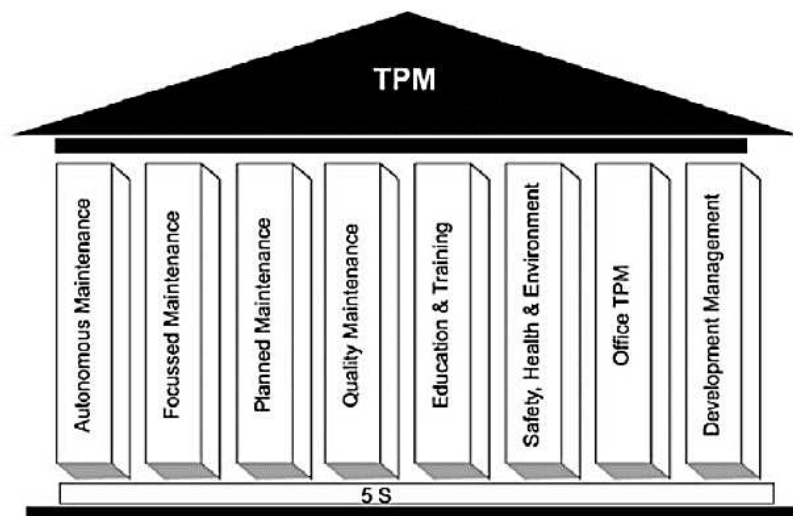 TPM
Autonomous Maintenance
Focussed Maintenance
Planned Maintenance
Quality Maintenance
Education & Training
Safety, Health & Environment
Office TPM
Development Management
5 S